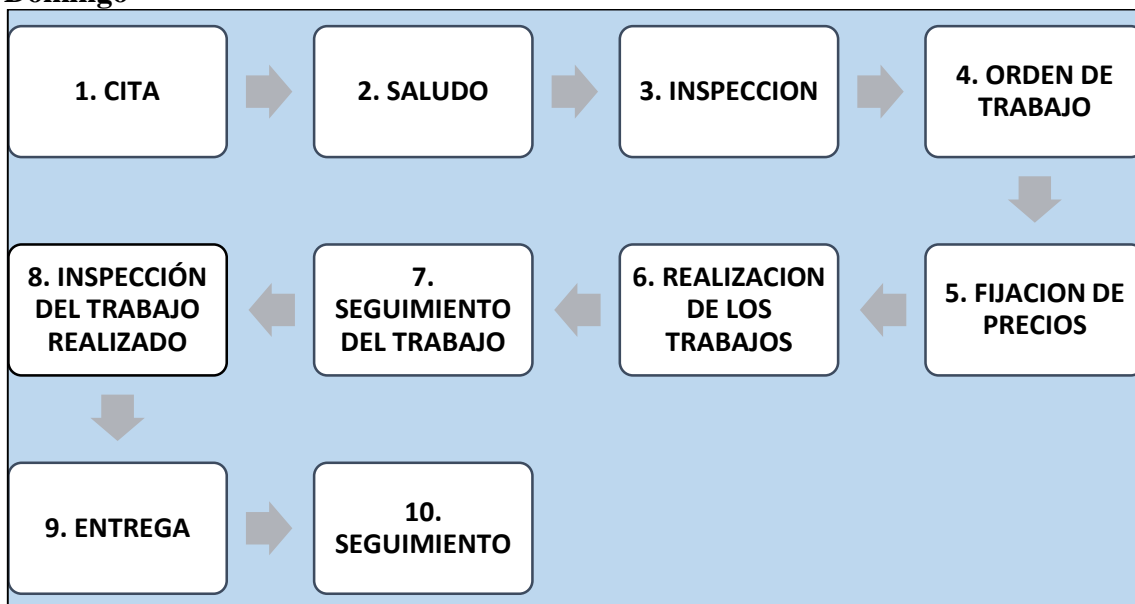 Domingo
1. CITA
2. SALUDO
3. INSPECCION
4. ORDEN DE
TRABAJO
5. FIJACION DE
PRECIOS
6. REALIZACION
DE LOS
TRABAJOS
7.
SEGUIMIENTO
DEL TRABAJO
8. INSPECCIÓN
DEL TRABAJO
REALIZADO
9. ENTREGA
10.
SEGUIMIENTO